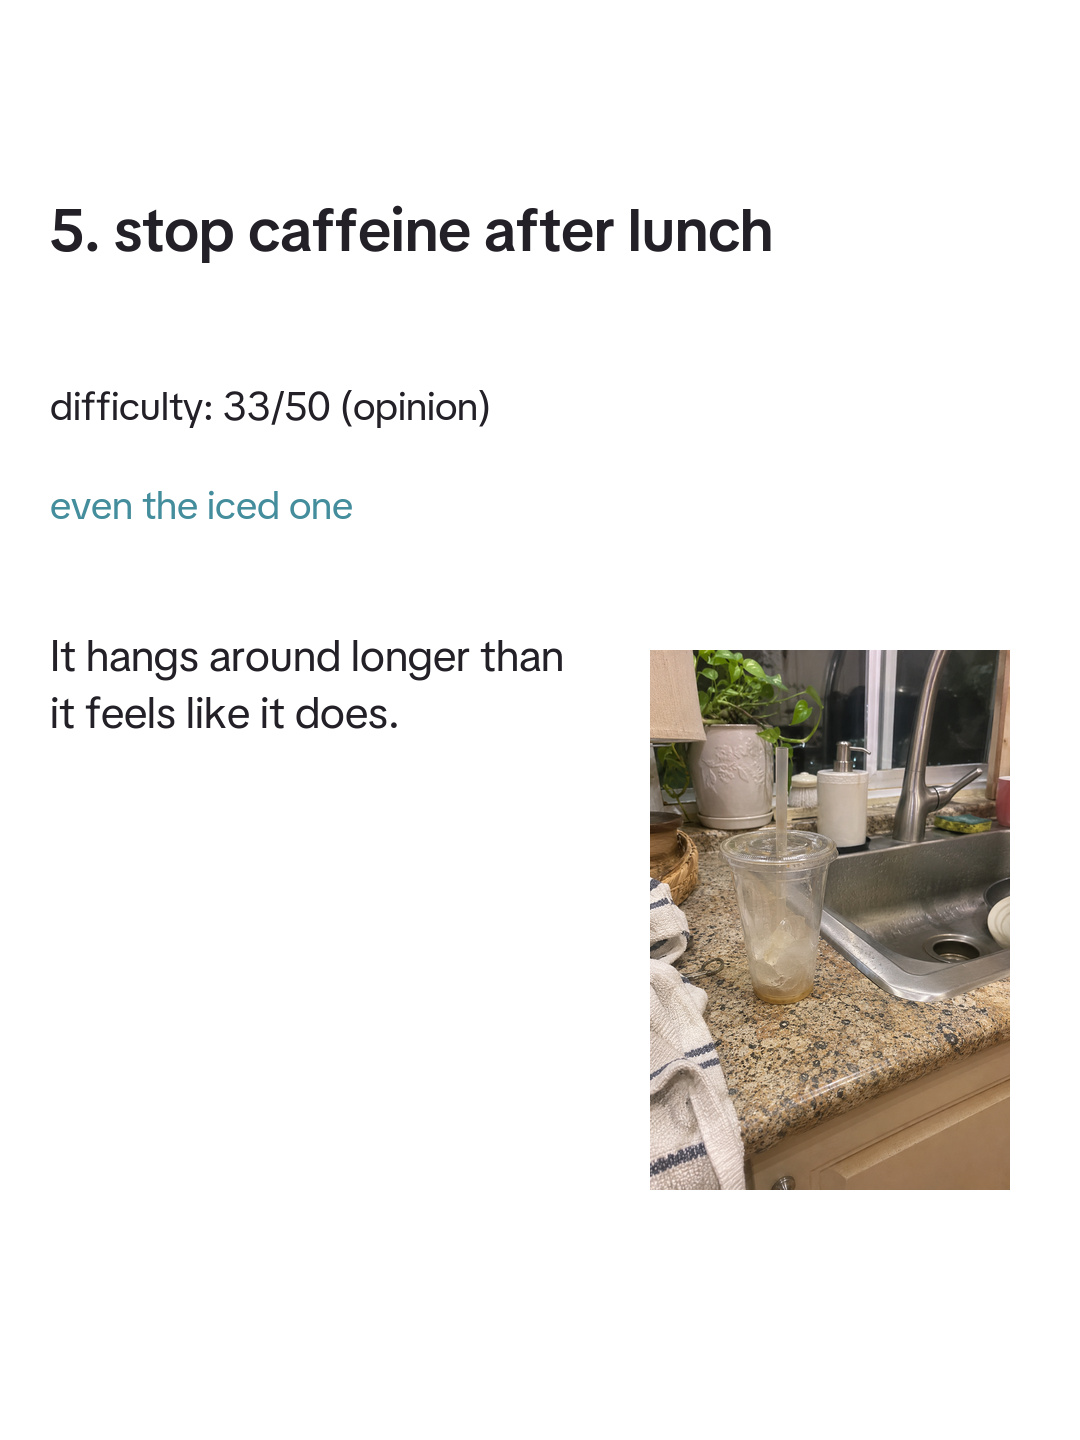 5. stop caffeine after lunch
difficulty: 33/50 (opinion)
even the iced one
It hangs around longer than
it feels like it does.